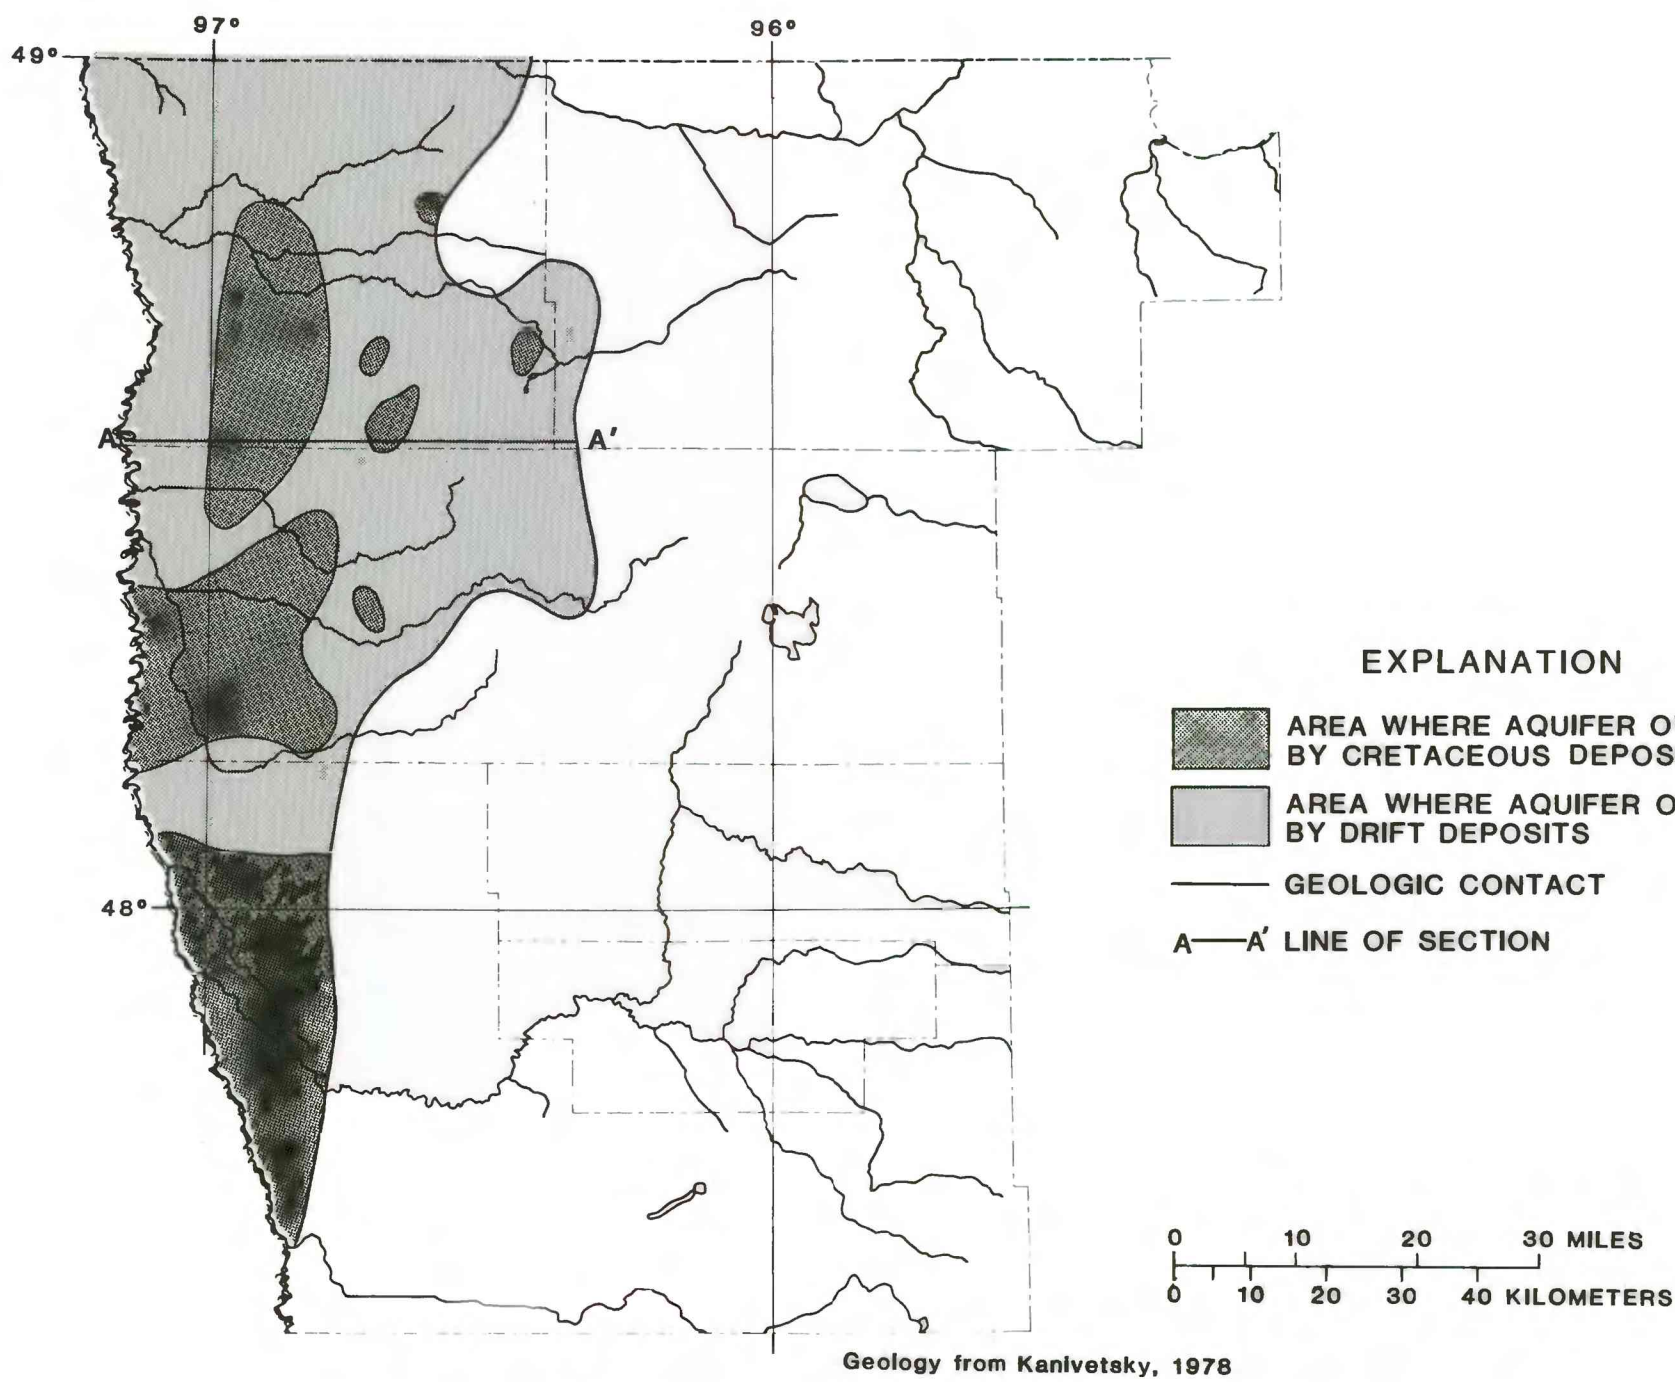 97° 96°
49°
A A'
48°
EXPLANATION
AREA WHERE AQUIFER
BY CRETACEOUS
AREA WHERE AQUIFER
BY DRIFT DEPOSITS
GEOLOGIC CONTACT
A—A' LINE OF SECTION
0 10 20 30 MILES
0 10 20 30 40 KILOMETERS
Geology from Kanivetsky, 1978